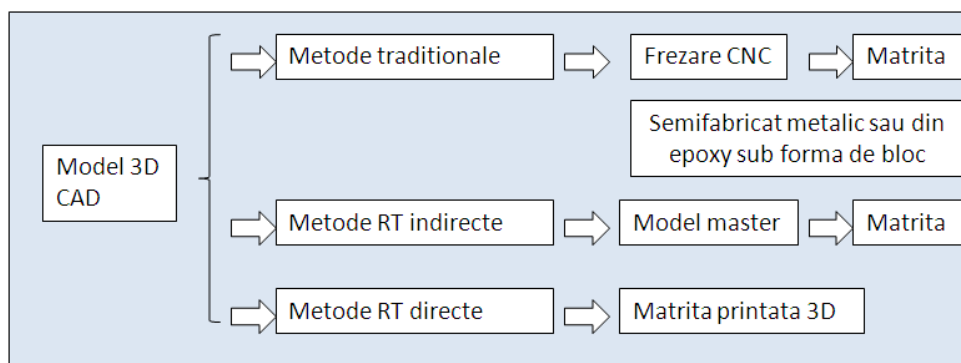 Metode traditionale
Frezare CNC
Matrita
Semifabricat metalic sau din
epoxy sub forma de bloc
Model 3D
CAD
Metode RT indirecte
Model master
Matrita
Metode RT directe
Matrita printata 3D